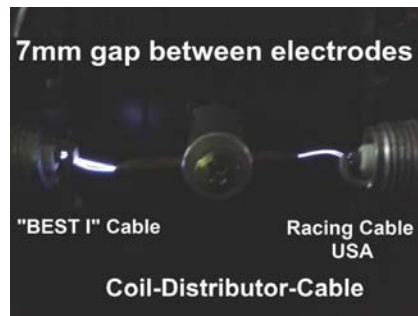 7mm gap between electrodes
"BEST I" Cable
Racing Cable
USA
Coil-Distributor-Cable